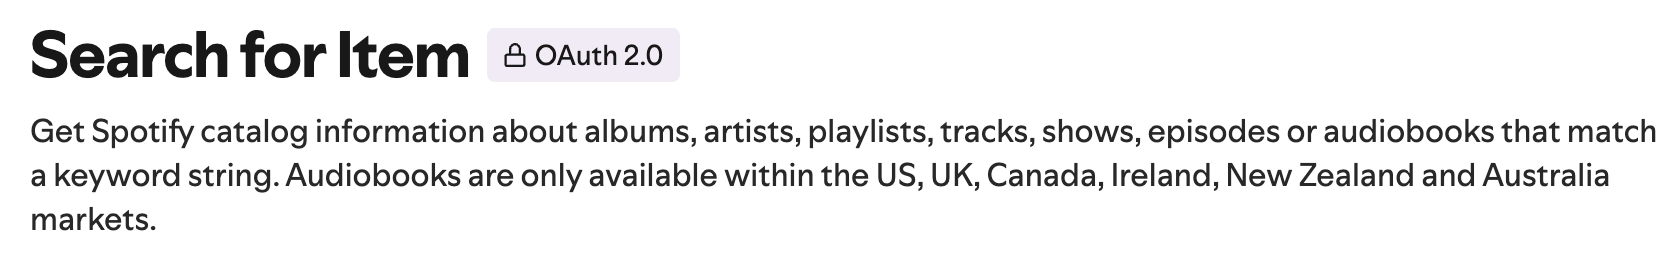 Search for Item OAuth 2.0
Get Spotify catalog information about albums, artists, playlists, tracks, shows, episodes or audiobooks that match
a keyword string. Audiobooks are only available within the US, UK, Canada, Ireland, New Zealand and Australia
markets.